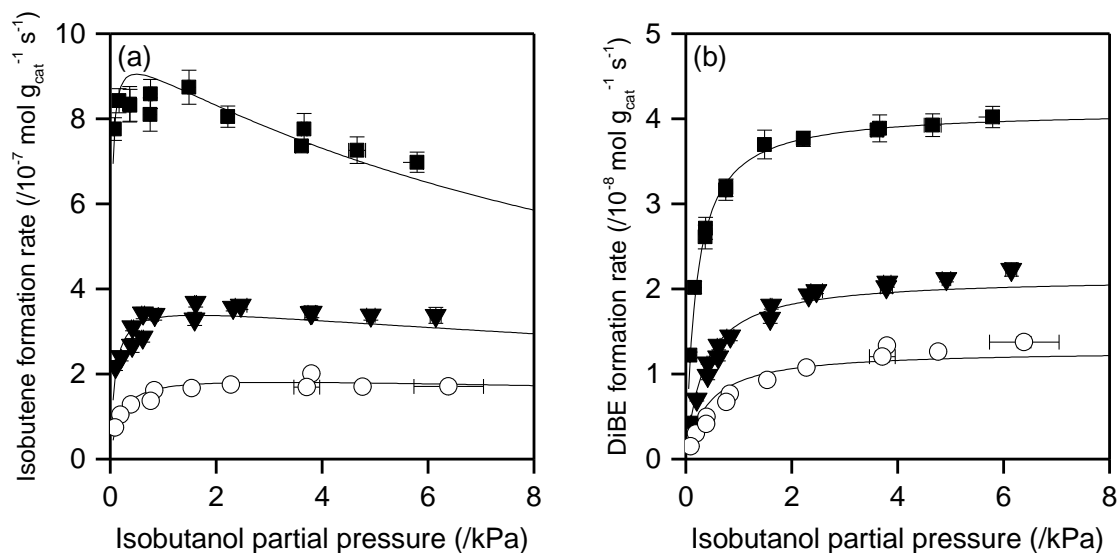 (a)
Isobutene formation rate (/10⁻⁷ mol g_cat⁻¹ s⁻¹)
10
8
6
4
2
0
0 2 4 6 8
Isobutanol partial pressure (/kPa)
(b)
DiBE formation rate (/10⁻⁸ mol g_cat⁻¹ s⁻¹)
5
4
3
2
1
0
0 2 4 6 8
Isobutanol partial pressure (/kPa)